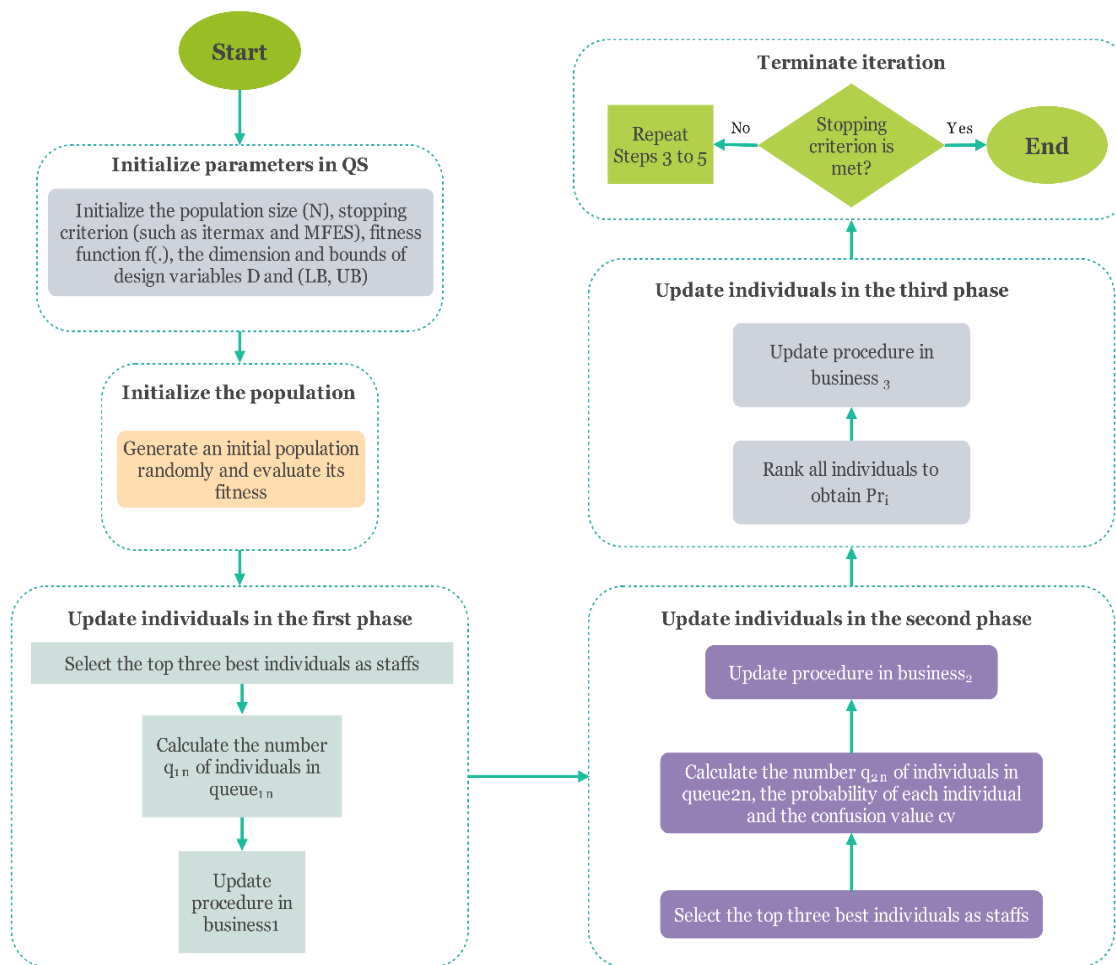 Start
Initialize parameters in QS
Initialize the population size (N), stopping
criterion (such as itermax and MFES), fitness
function f(.), the dimension and bounds of
design variables D and (LB, UB)
Initialize the population
Generate an initial population
randomly and evaluate its
fitness
Update individuals in the first phase
Select the top three best individuals as staffs
Calculate the number
q₁ₙ of individuals in
queue₁ₙ
Update
procedure in
business1
Update individuals in the second phase
Update procedure in business₂
Calculate the number q₂ₙ of individuals in
queue2n, the probability of each individual
and the confusion value cv
Select the top three best individuals as staffs
Update individuals in the third phase
Update procedure in
business ₃
Rank all individuals to
obtain Prᵢ
Terminate iteration
Repeat
Steps 3 to 5
No
Stopping
criterion is
met?
Yes
End